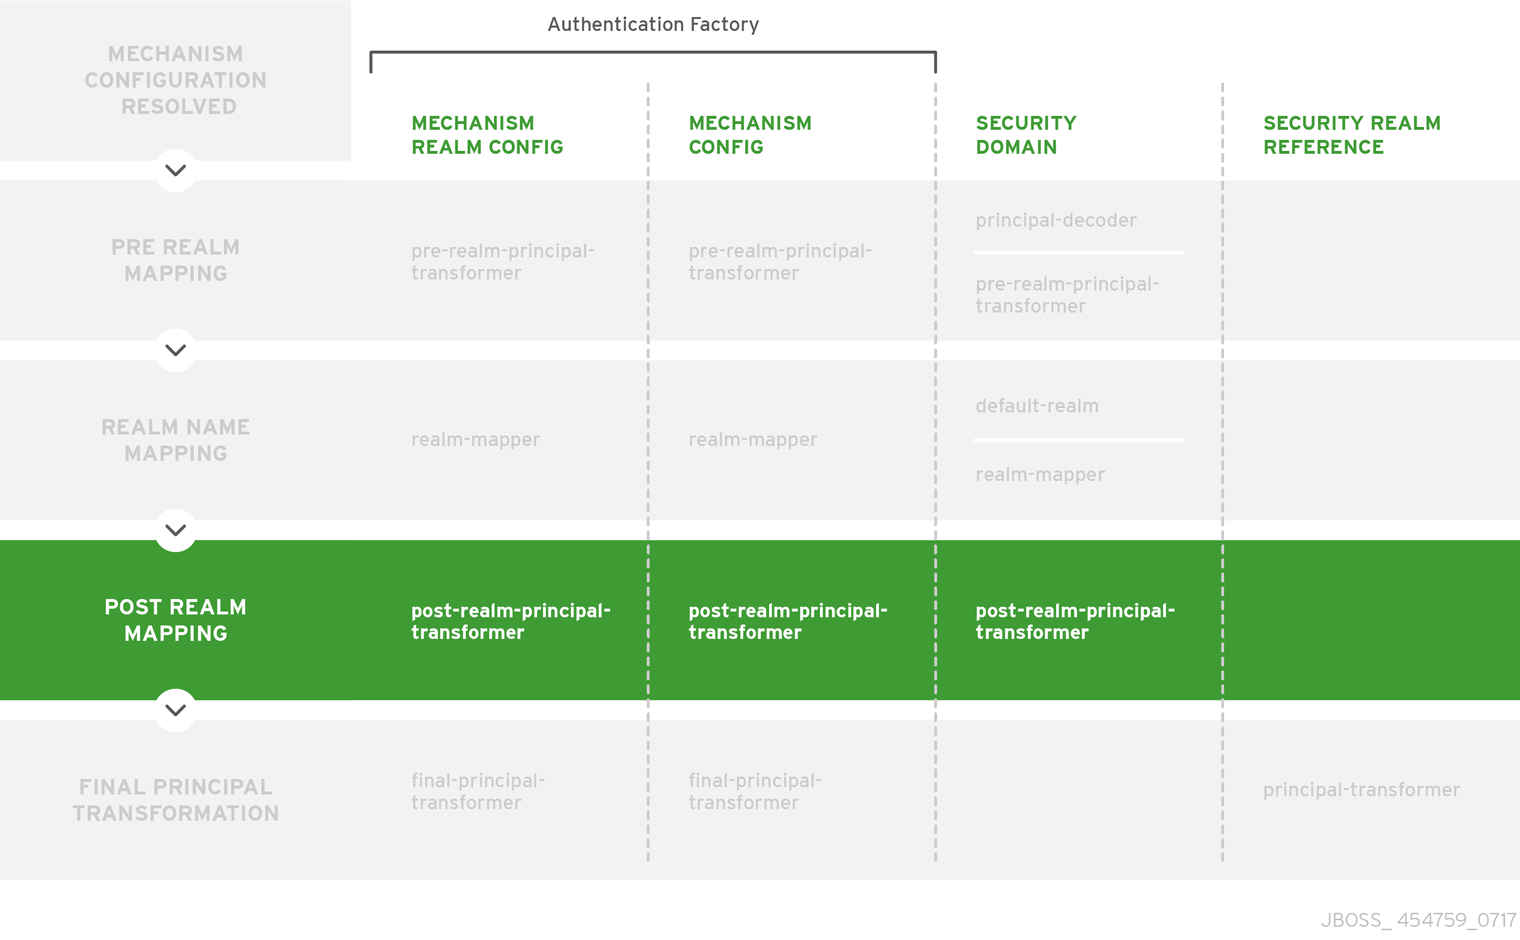 Authentication Factory
MECHANISM
CONFIGURATION
RESOLVED
MECHANISM
REALM CONFIG
MECHANISM
CONFIG
SECURITY
DOMAIN
SECURITY REALM
REFERENCE
PRE REALM
MAPPING
pre-realm-principal-
transformer
pre-realm-principal-
transformer
principal-decoder
pre-realm-principal-
transformer
REALM NAME
MAPPING
realm-mapper
realm-mapper
default-realm
realm-mapper
POST REALM
MAPPING
post-realm-principal-
transformer
post-realm-principal-
transformer
post-realm-principal-
transformer
FINAL PRINCIPAL
TRANSFORMATION
final-principal-
transformer
final-principal-
transformer
principal-transformer
JBOSS_ 454759_0717